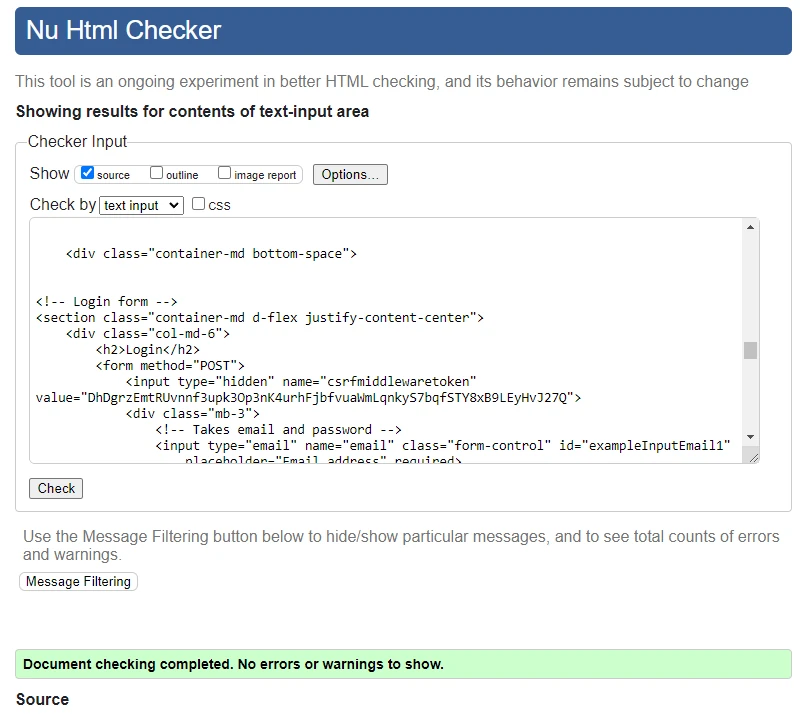 Nu Html Checker
This tool is an ongoing experiment in better HTML checking, and its behavior remains subject to change
Showing results for contents of text-input area
Checker Input
Show source outline image report Options...
Check by text input css
<div class="container-md bottom-space">
<!-- Login form -->
<section class="container-md d-flex justify-content-center">
<div class="col-md-6">
<h2>Login</h2>
<form method="POST">
<input type="hidden" name="csrfmiddlewaretoken"
value="DhDgrzEmtRUvnnf3upk3Op3nK4urhFjbfvuaWmLqnkyS7bqfSTY8xB9LEyHvJ27Q">
<div class="mb-3">
<!-- Takes email and password -->
<input type="email" name="email" class="form-control" id="exampleInputEmail1"
placeholder="Email address" required>
Check
Use the Message Filtering button below to hide/show particular messages, and to see total counts of errors
and warnings.
Message Filtering
Document checking completed. No errors or warnings to show.
Source